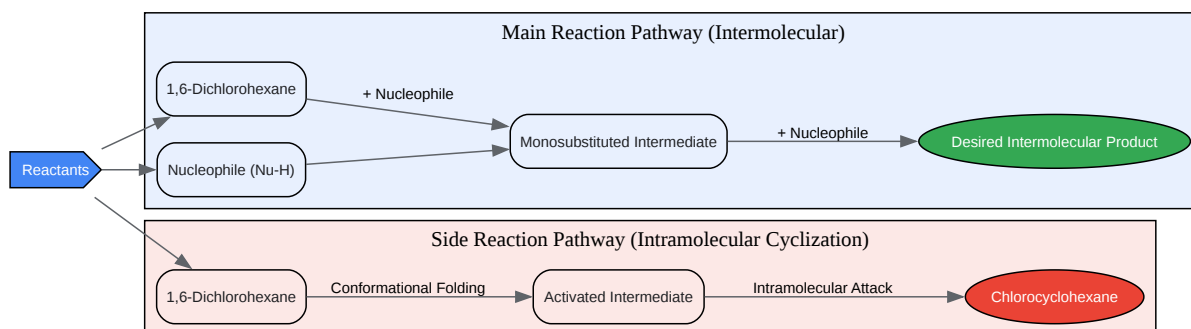 Main Reaction Pathway (Intermolecular)
1,6-Dichlorohexane
+ Nucleophile
Monosubstituted Intermediate
+ Nucleophile
Desired Intermolecular Product
Reactants
Nucleophile (Nu-H)
Side Reaction Pathway (Intramolecular Cyclization)
1,6-Dichlorohexane
Conformational Folding
Activated Intermediate
Intramolecular Attack
Chlorocyclohexane